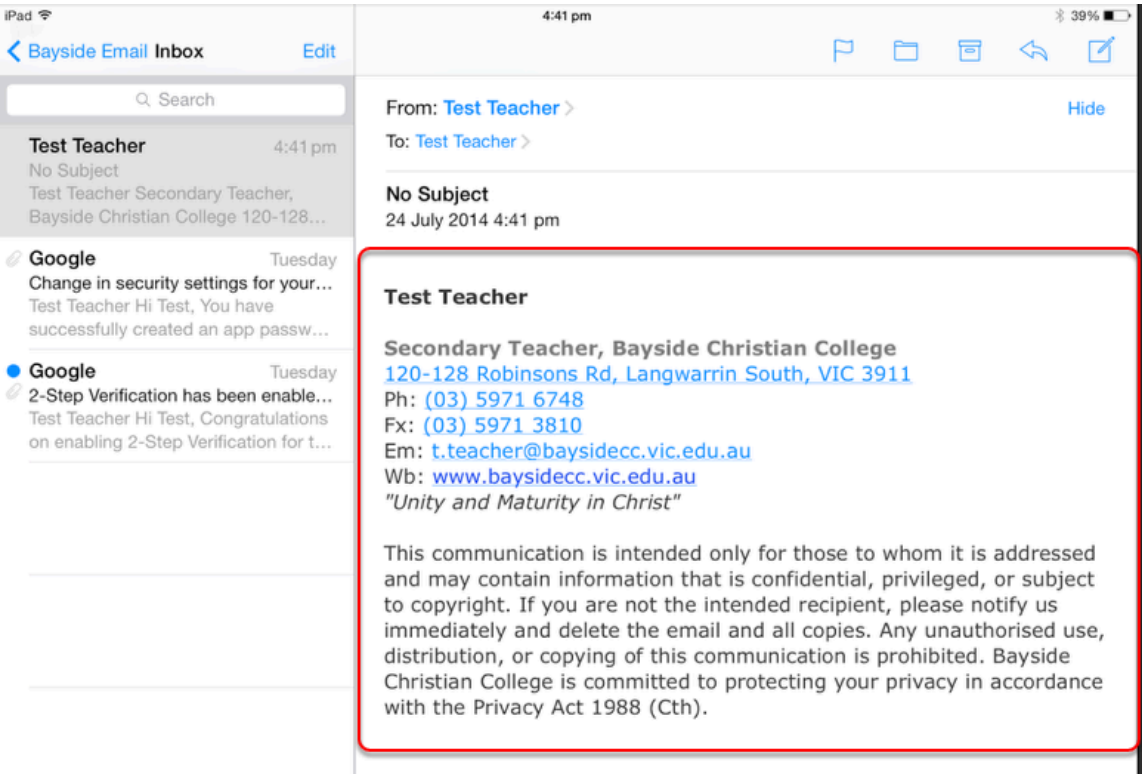 iPad
4:41 pm
39%
Bayside Email Inbox
Edit
Search
Test Teacher
4:41 pm
No Subject
Test Teacher Secondary Teacher,
Bayside Christian College 120-128...
Google
Tuesday
Change in security settings for your...
Test Teacher Hi Test, You have
successfully created an app passw...
Google
Tuesday
2-Step Verification has been enable...
Test Teacher Hi Test, Congratulations
on enabling 2-Step Verification for t...
From: Test Teacher
Hide
To: Test Teacher
No Subject
24 July 2014 4:41 pm
Test Teacher
Secondary Teacher, Bayside Christian College
120-128 Robinsons Rd, Langwarrin South, VIC 3911
Ph: (03) 5971 6748
Fx: (03) 5971 3810
Em: t.teacher@baysidecc.vic.edu.au
Wb: www.baysidecc.vic.edu.au
"Unity and Maturity in Christ"
This communication is intended only for those to whom it is addressed
and may contain information that is confidential, privileged, or subject
to copyright. If you are not the intended recipient, please notify us
immediately and delete the email and all copies. Any unauthorised use,
distribution, or copying of this communication is prohibited. Bayside
Christian College is committed to protecting your privacy in accordance
with the Privacy Act 1988 (Cth).